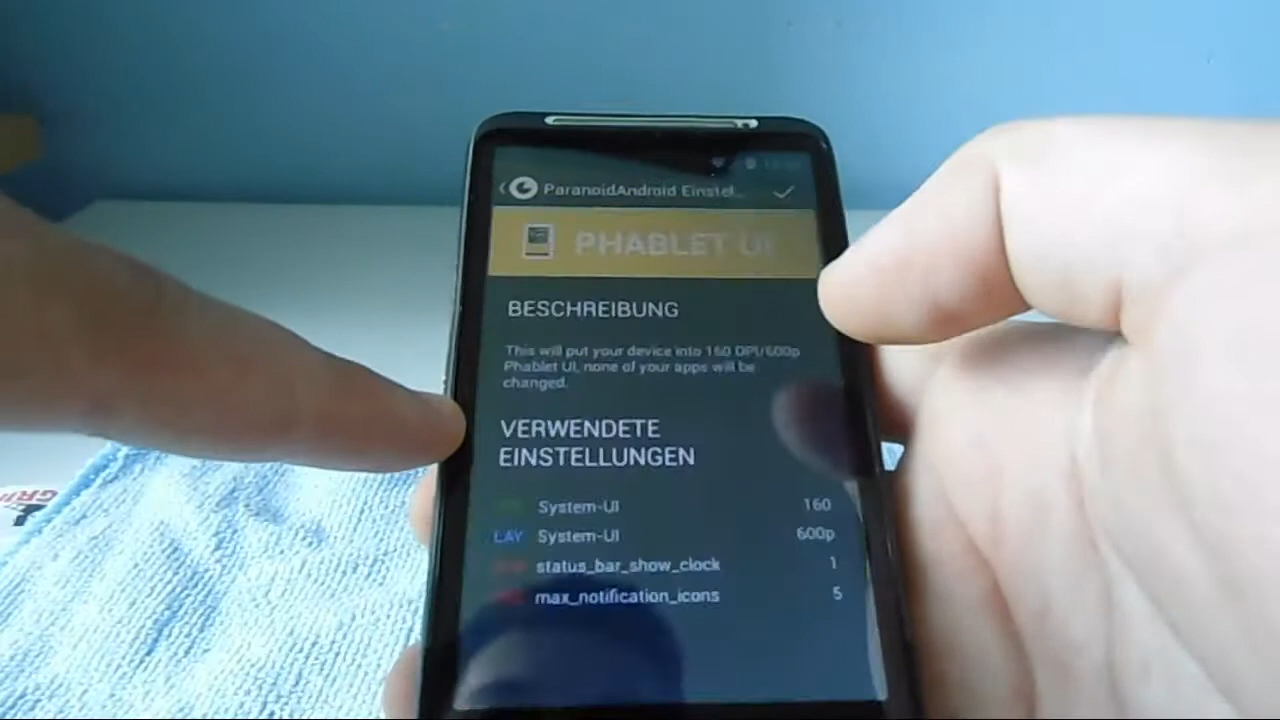 ParanoidAndroid Einstel...
PHABLET UI
BESCHREIBUNG
This will put your device into 160 DPI/600p
Phablet UI, none of your apps will be
changed.
VERWENDETE
EINSTELLUNGEN
System-UI 160
LAY System-UI 600p
status_bar_show_clock 1
max_notification_icons 5